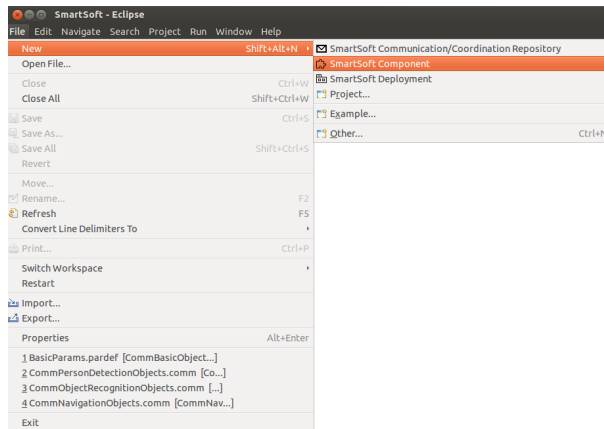 SmartSoft - Eclipse
File Edit Navigate Search Project Run Window Help
New Shift+Alt+N
Open File...
Close Ctrl+W
Close All Shift+Ctrl+W
Save Ctrl+S
Save As...
Save All Shift+Ctrl+S
Revert
Move...
Rename... F2
Refresh F5
Convert Line Delimiters To
Print... Ctrl+P
Switch Workspace
Restart
Import...
Export...
Properties Alt+Enter
1 BasicParams.pardef [CommBasicObject...]
2 CommPersonDetectionObjects.comm [Co...]
3 CommObjectRecognitionObjects.comm [...]
4 CommNavigationObjects.comm [CommNav...]
Exit
SmartSoft Communication/Coordination Repository
SmartSoft Component
SmartSoft Deployment
Project...
Example...
Other... Ctrl+N